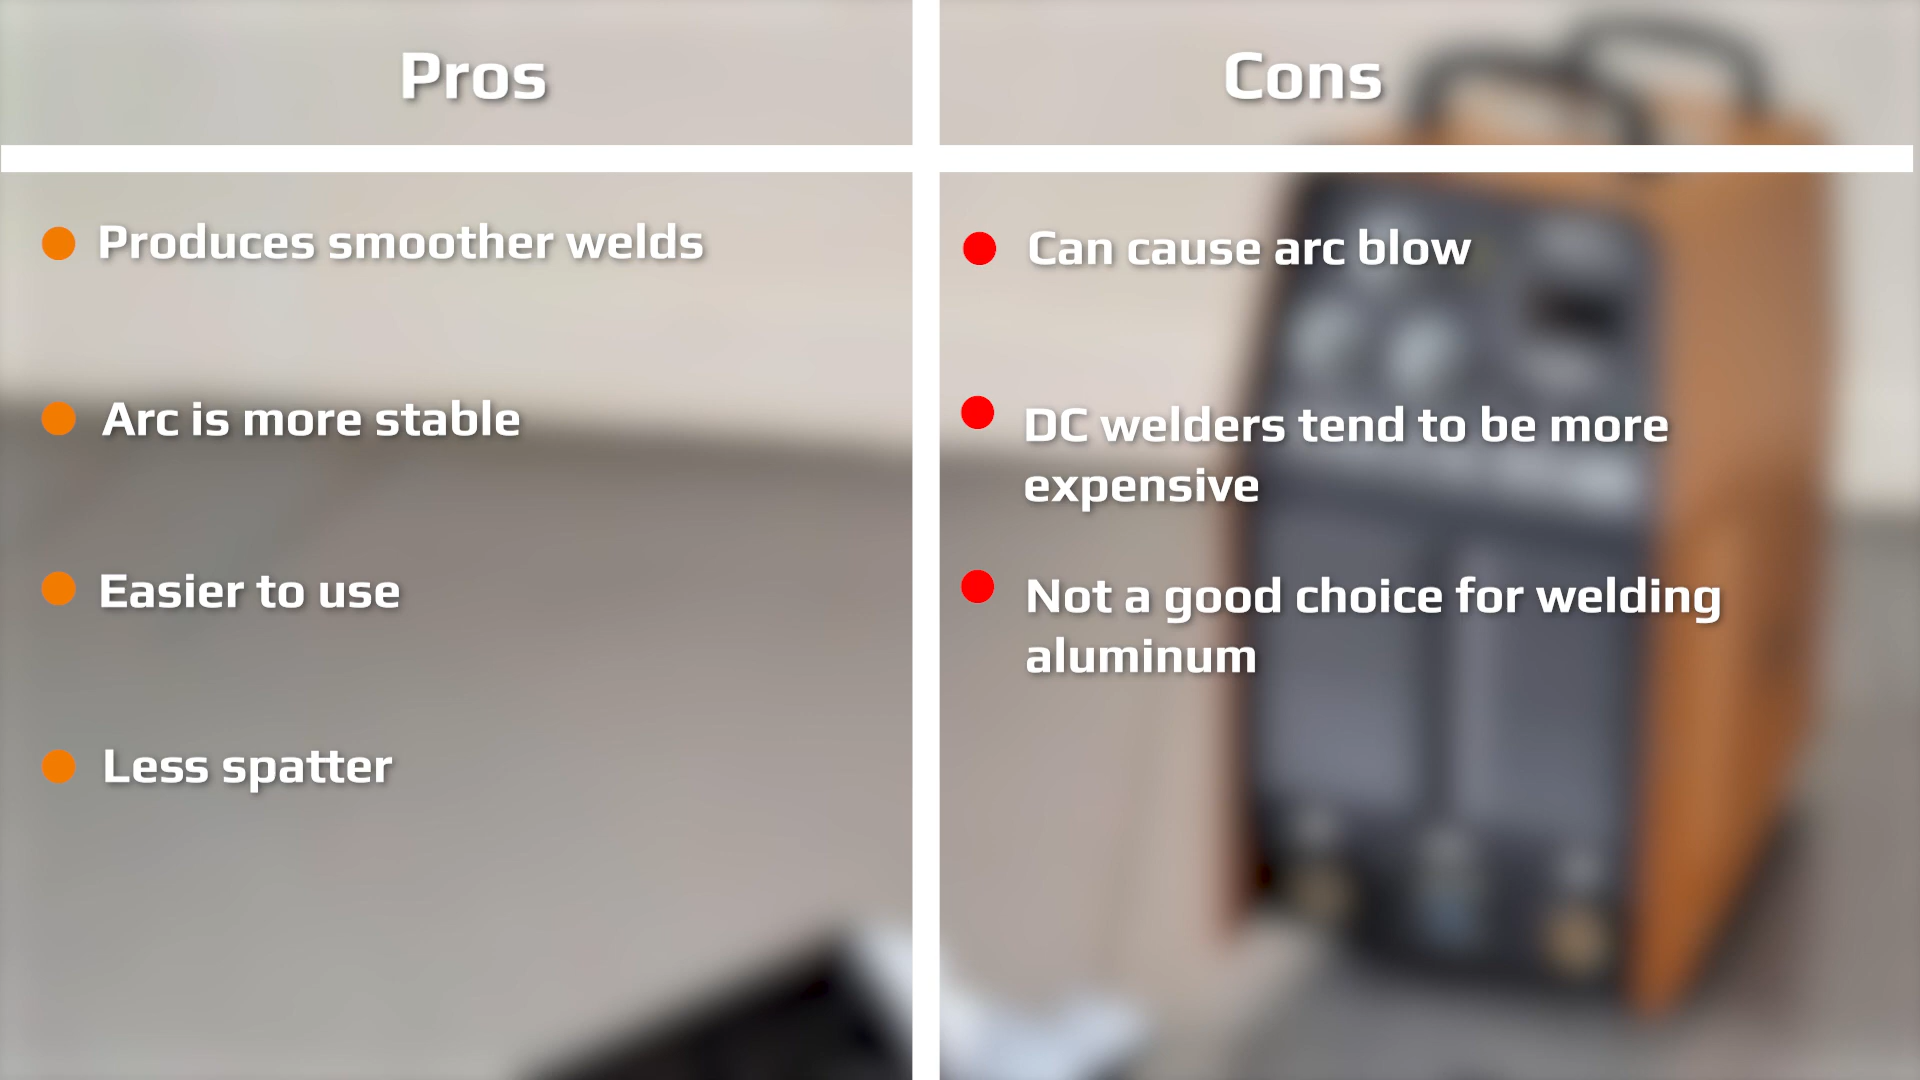 Pros
Cons
Produces smoother welds
Arc is more stable
Easier to use
Less spatter
Can cause arc blow
DC welders tend to be more
expensive
Not a good choice for welding
aluminum